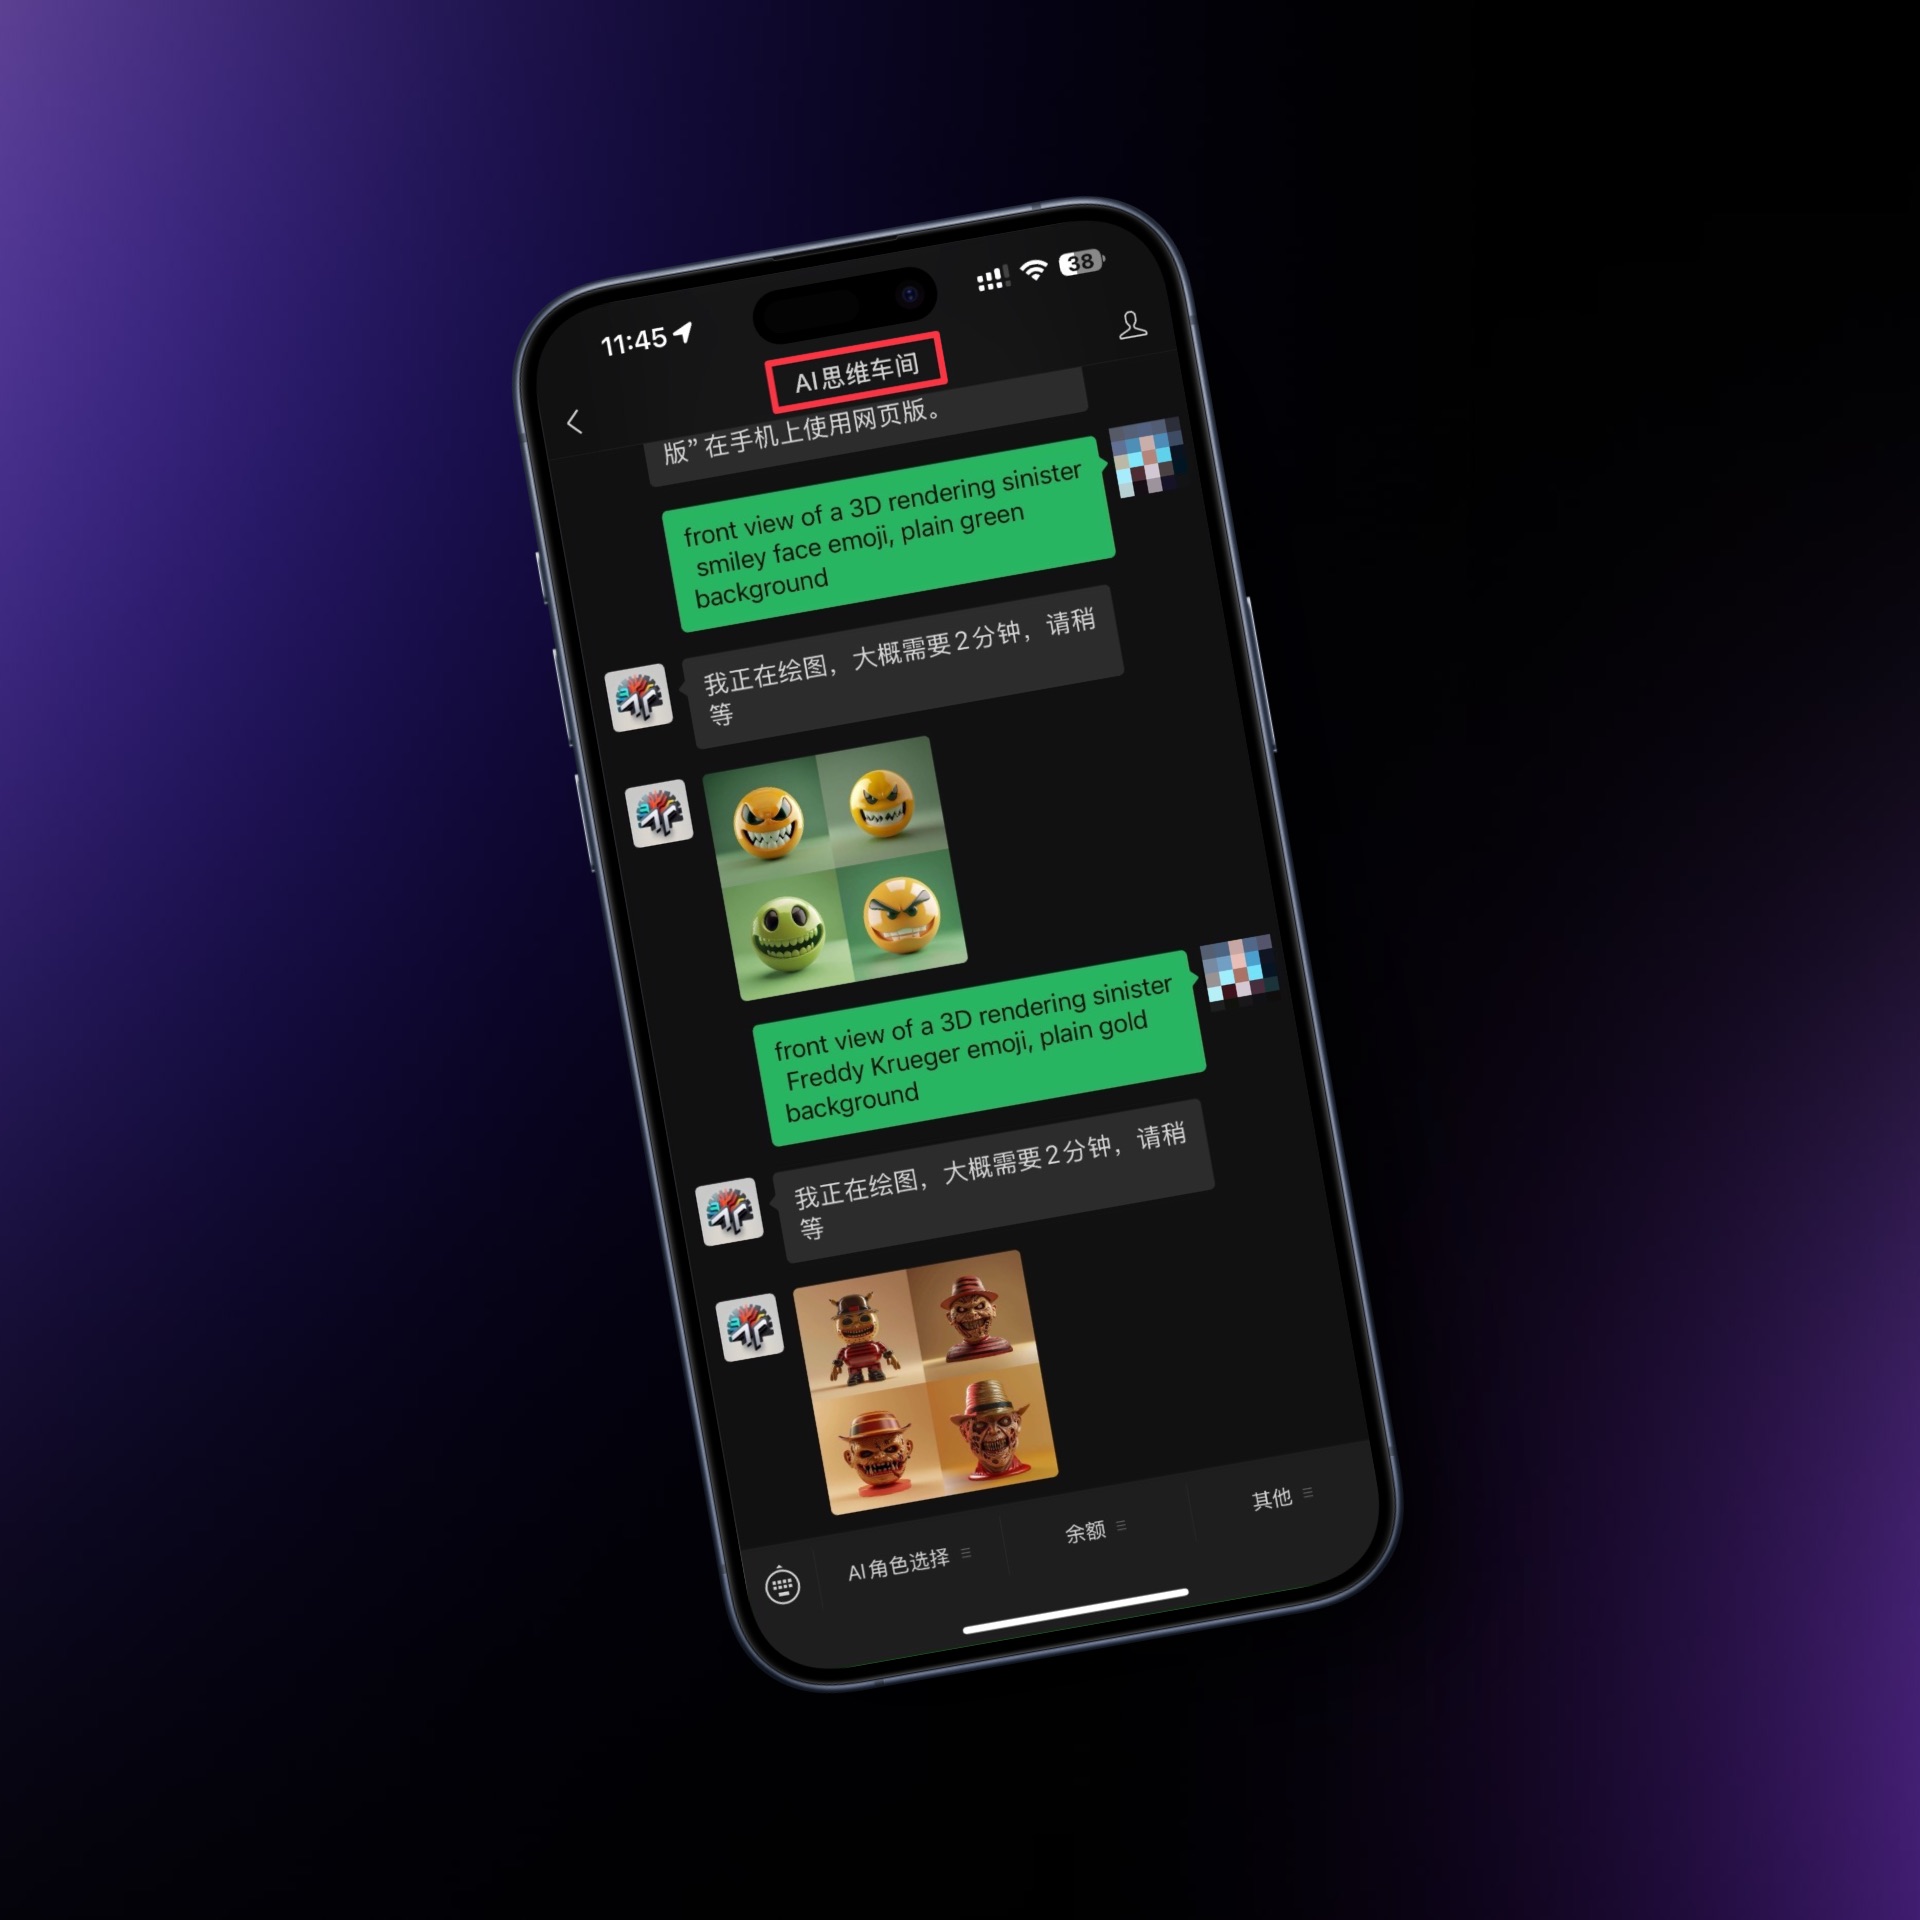 11:45
38
AI思维车间
版” 在手机上使用网页版。
front view of a 3D rendering sinister
smiley face emoji, plain green
background
我正在绘图，大概需要2分钟，请稍
等
front view of a 3D rendering sinister
Freddy Krueger emoji, plain gold
background
我正在绘图，大概需要2分钟，请稍
等
AI角色选择
余额
其他